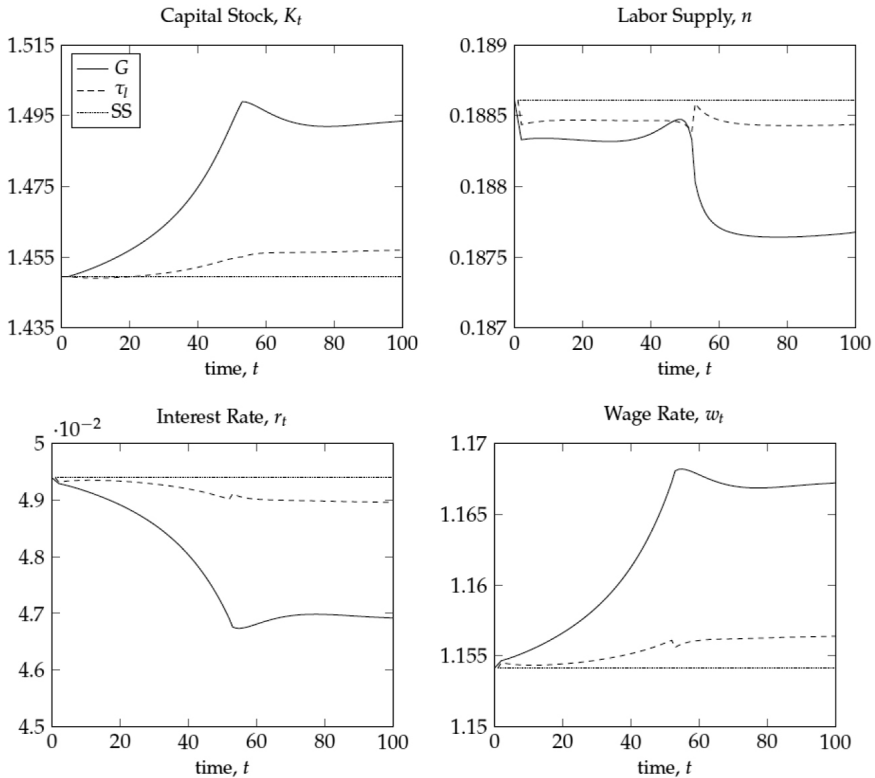 Capital Stock, K_t
1.515
1.495
1.475
1.455
1.435
G
τ_l
SS
0 20 40 60 80 100
time, t
Labor Supply, n
0.189
0.1885
0.188
0.1875
0.187
0 20 40 60 80 100
time, t
Interest Rate, r_t
·10⁻²
5
4.9
4.8
4.7
4.6
4.5
0 20 40 60 80 100
time, t
Wage Rate, w_t
1.17
1.165
1.16
1.155
1.15
0 20 40 60 80 100
time, t